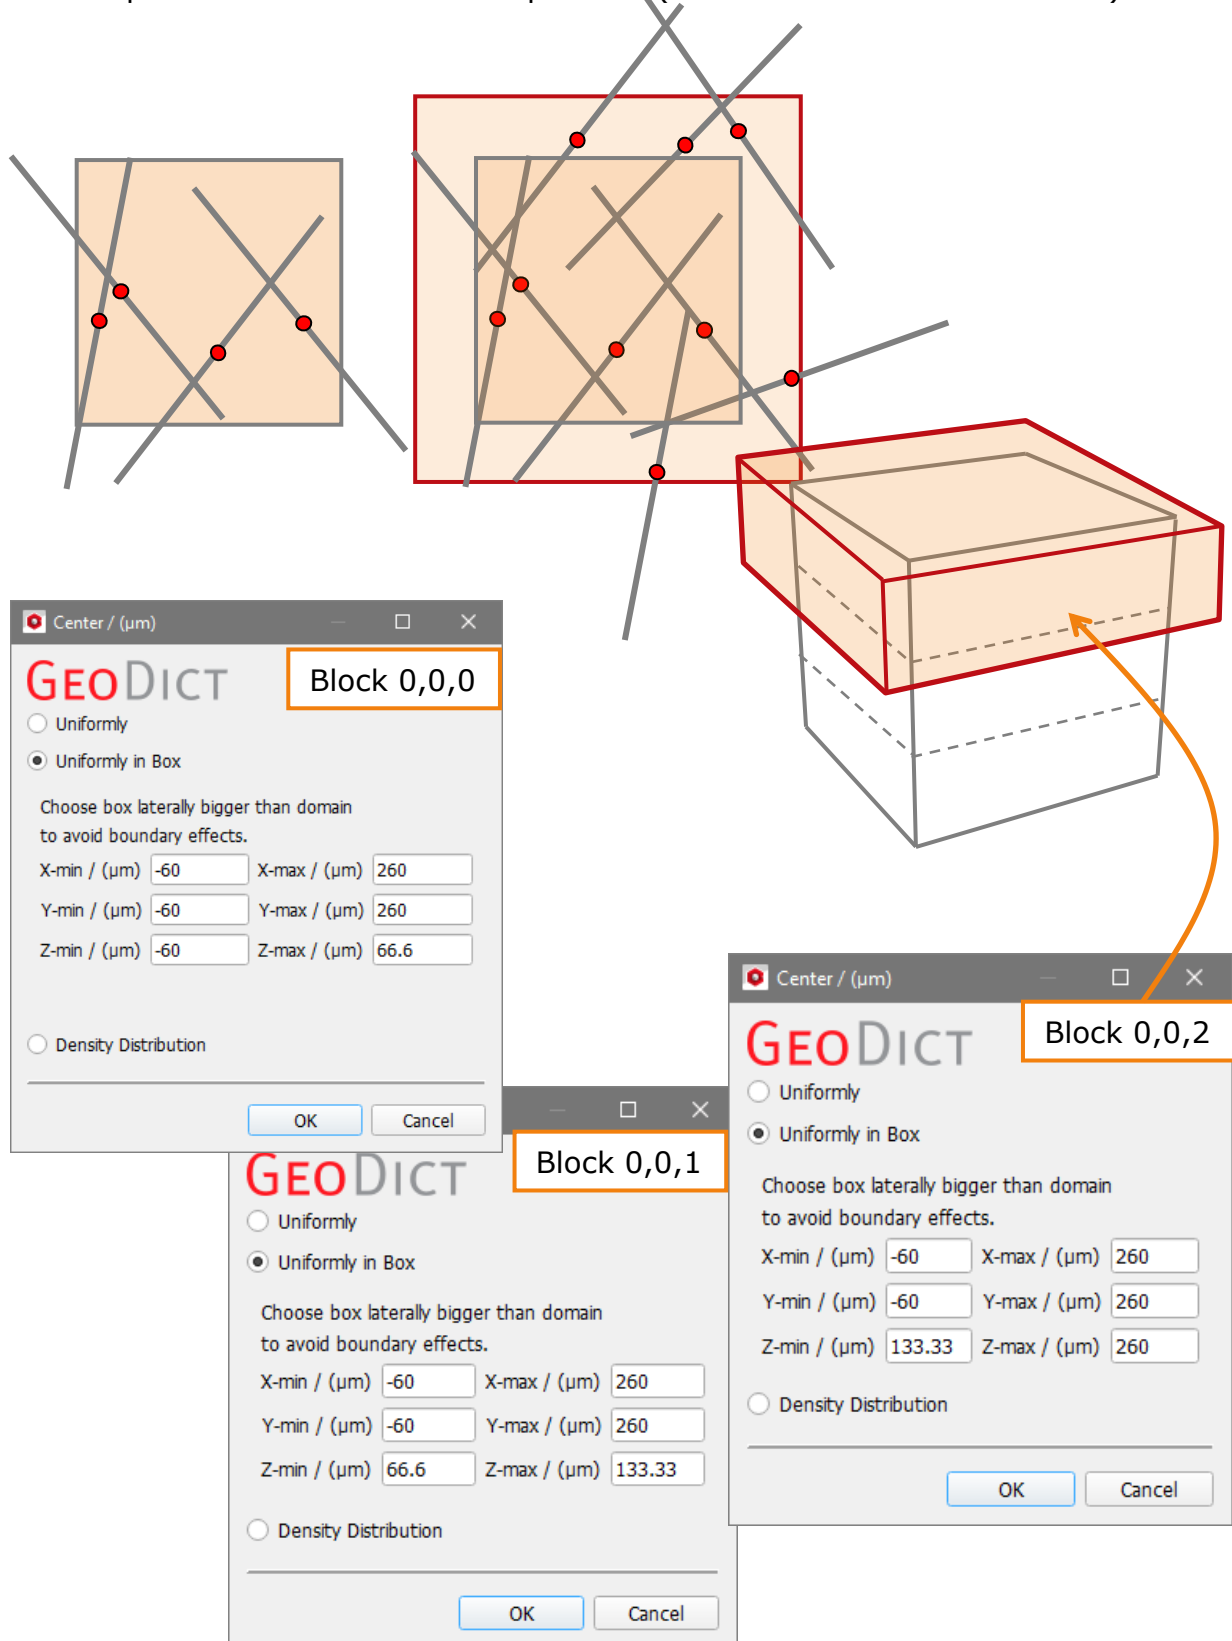 Center / (µm)
GEODICT
Block 0,0,0
Uniformly
Uniformly in Box
Choose box laterally bigger than domain
to avoid boundary effects.
X-min / (µm) -60 X-max / (µm) 260
Y-min / (µm) -60 Y-max / (µm) 260
Z-min / (µm) -60 Z-max / (µm) 66.6
Density Distribution
OK Cancel
GEODICT
Block 0,0,1
Uniformly
Uniformly in Box
Choose box laterally bigger than domain
to avoid boundary effects.
X-min / (µm) -60 X-max / (µm) 260
Y-min / (µm) -60 Y-max / (µm) 260
Z-min / (µm) 66.6 Z-max / (µm) 133.33
Density Distribution
OK Cancel
Center / (µm)
GEODICT
Block 0,0,2
Uniformly
Uniformly in Box
Choose box laterally bigger than domain
to avoid boundary effects.
X-min / (µm) -60 X-max / (µm) 260
Y-min / (µm) -60 Y-max / (µm) 260
Z-min / (µm) 133.33 Z-max / (µm) 260
Density Distribution
OK Cancel